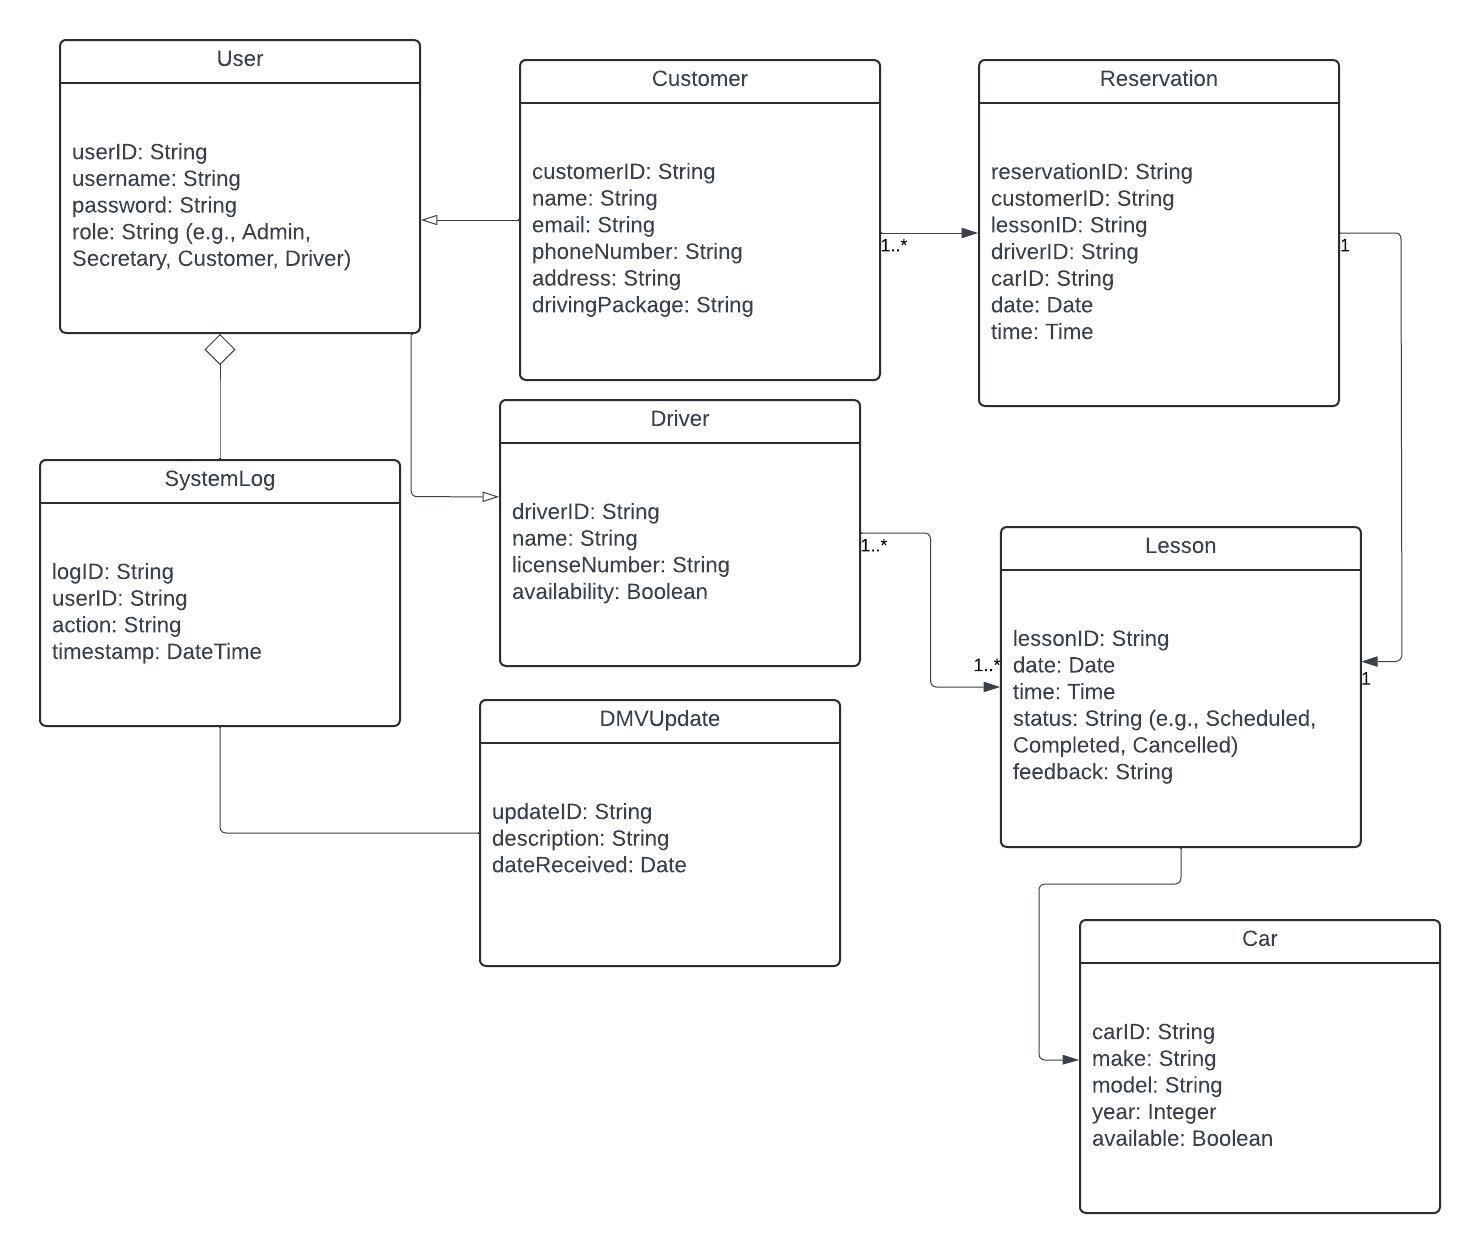 User
userID: String
username: String
password: String
role: String (e.g., Admin,
Secretary, Customer, Driver)
Customer
customerID: String
name: String
email: String
phoneNumber: String
address: String
drivingPackage: String
1..*
Reservation
reservationID: String
customerID: String
lessonID: String
driverID: String
carID: String
date: Date
time: Time
1
SystemLog
logID: String
userID: String
action: String
timestamp: DateTime
Driver
driverID: String
name: String
licenseNumber: String
availability: Boolean
1..*
1..*
Lesson
lessonID: String
date: Date
time: Time
status: String (e.g., Scheduled,
Completed, Cancelled)
feedback: String
1
DMVUpdate
updateID: String
description: String
dateReceived: Date
Car
carID: String
make: String
model: String
year: Integer
available: Boolean